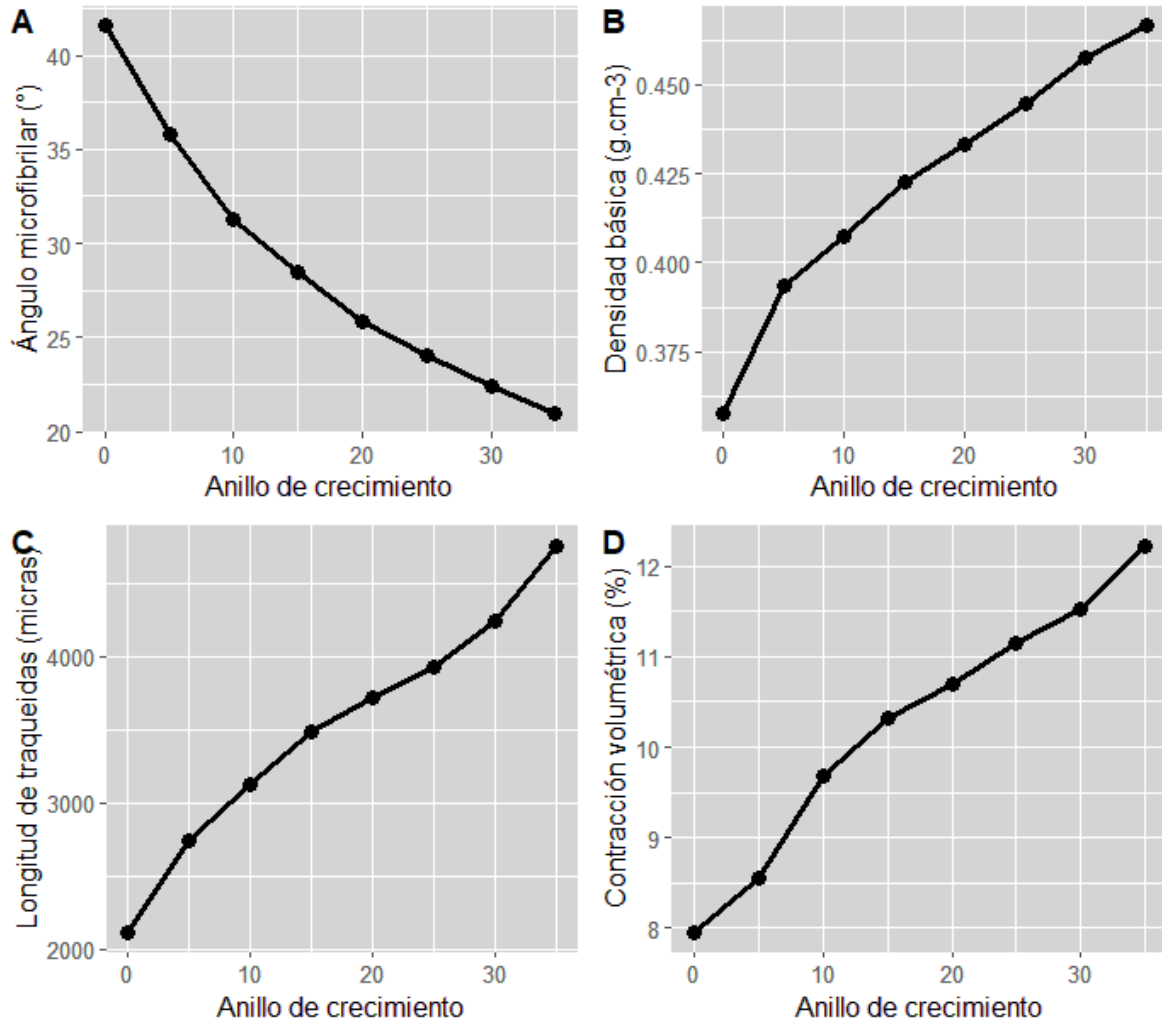 A
Ángulo microfibrilar (°)
40
35
30
25
20
0 10 20 30
Anillo de crecimiento
B
Densidad básica (g.cm-3)
0.450
0.425
0.400
0.375
0 10 20 30
Anillo de crecimiento
C
Longitud de traqueidas (micras)
4000
3000
2000
0 10 20 30
Anillo de crecimiento
D
Contracción volumétrica (%)
12
11
10
9
8
0 10 20 30
Anillo de crecimiento